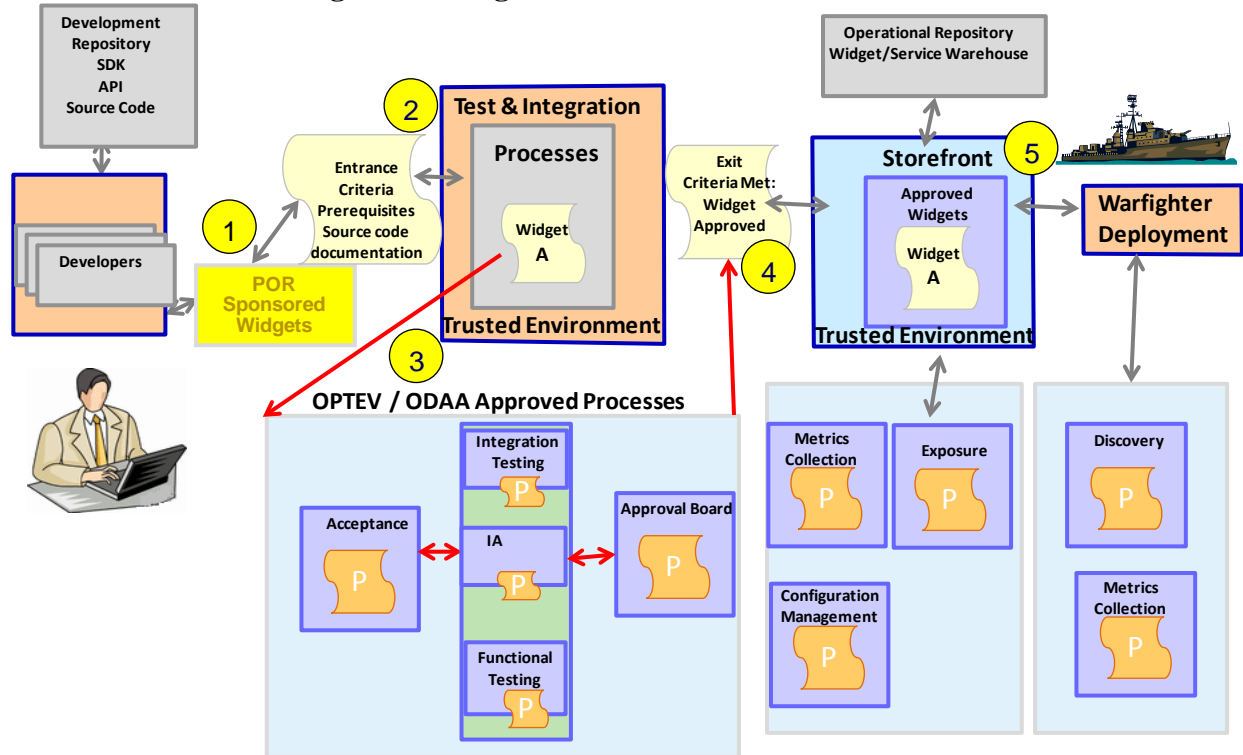 Development
Repository
SDK
API
Source Code
Developers
1
POR
Sponsored
Widgets
Entrance
Criteria
Prerequisites
Source code
documentation
2
Test & Integration
Processes
Widget
A
Trusted Environment
3
Exit
Criteria Met:
Widget
Approved
4
Operational Repository
Widget/Service Warehouse
Storefront
5
Approved
Widgets
Widget
A
Trusted Environment
Warfighter
Deployment
OPTEV / ODAA Approved Processes
Acceptance
P
Integration
Testing
P
IA
P
Functional
Testing
P
Approval Board
P
Metrics
Collection
P
Exposure
P
Configuration
Management
P
Discovery
P
Metrics
Collection
P